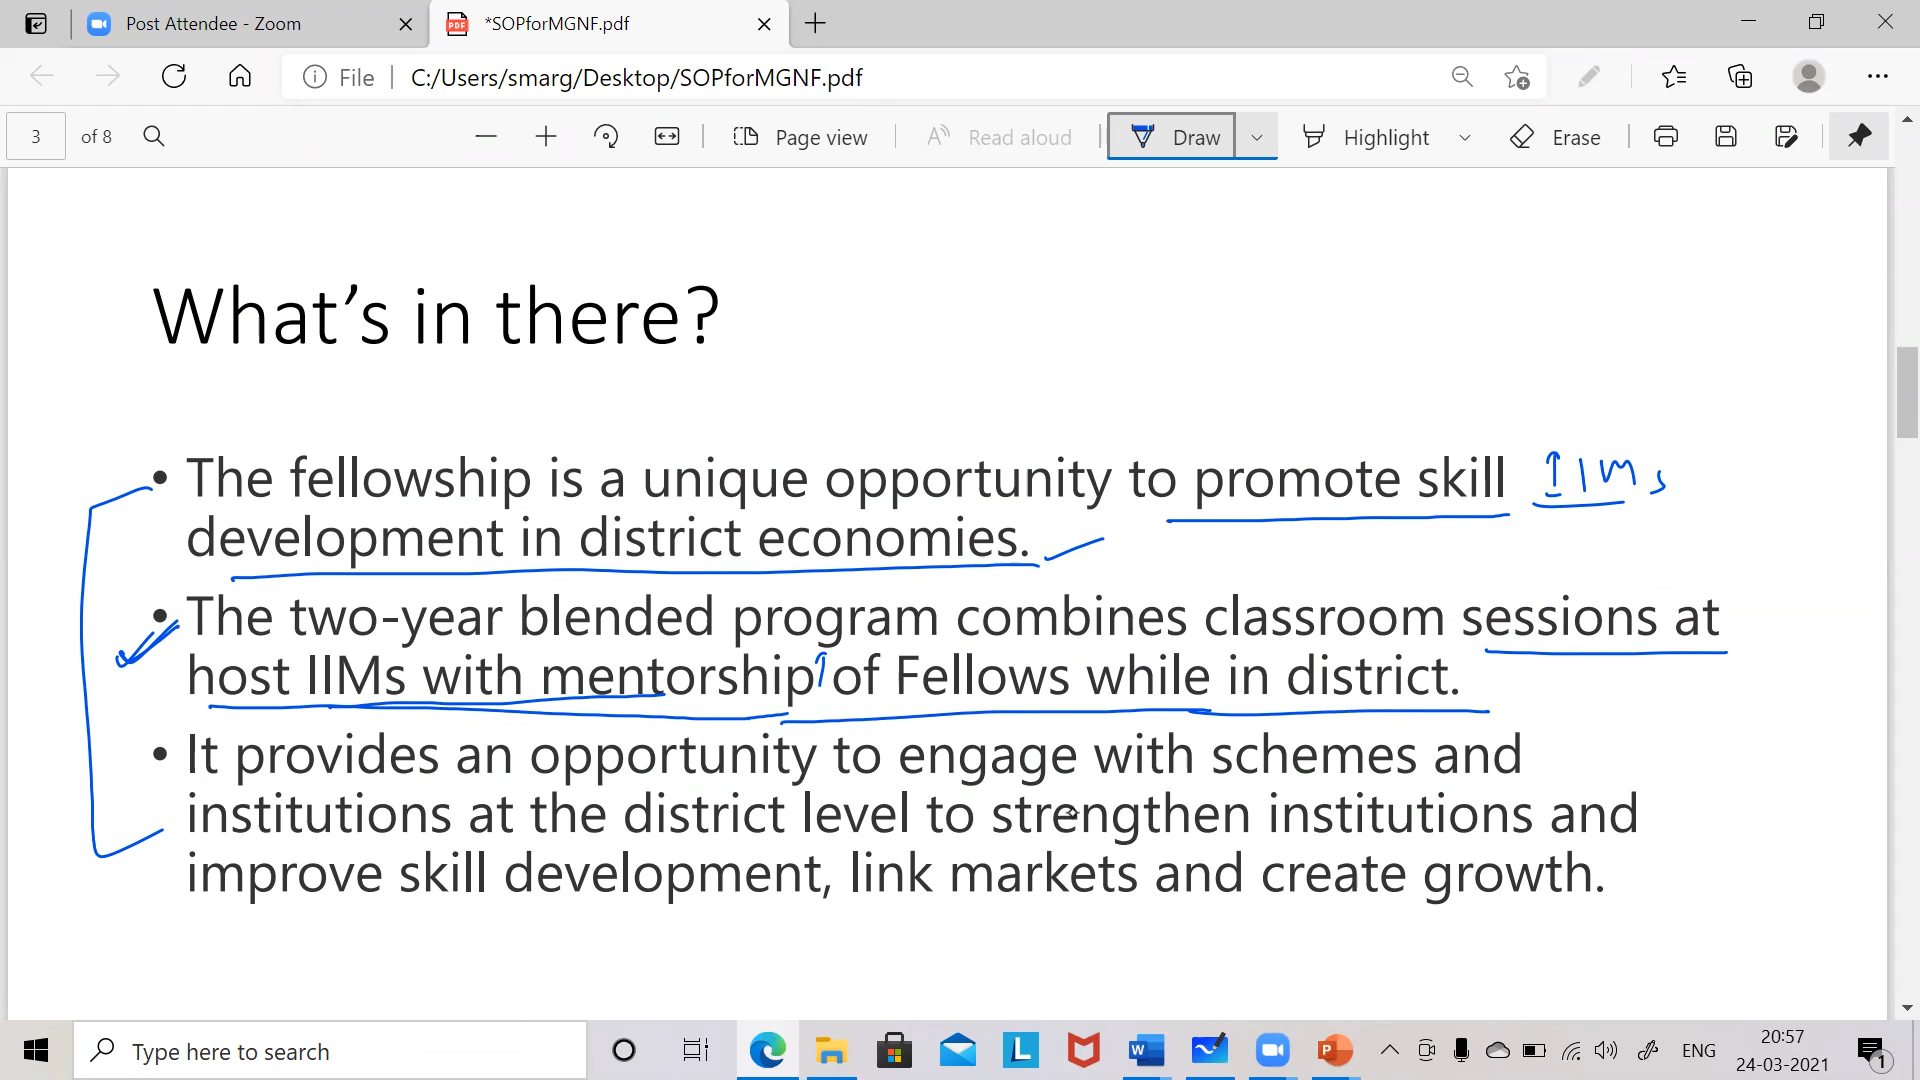 Post Attendee - Zoom
*SOPforMGNF.pdf
File
C:/Users/smarg/Desktop/SOPforMGNF.pdf
3 of 8
Page view
Read aloud
Draw
Highlight
Erase
What's in there?
• The fellowship is a unique opportunity to promote skill IIMs
development in district economies.
• The two-year blended program combines classroom sessions at
host IIMs with mentorship of Fellows while in district.
• It provides an opportunity to engage with schemes and
institutions at the district level to strengthen institutions and
improve skill development, link markets and create growth.
Type here to search
ENG
20:57
24-03-2021
1